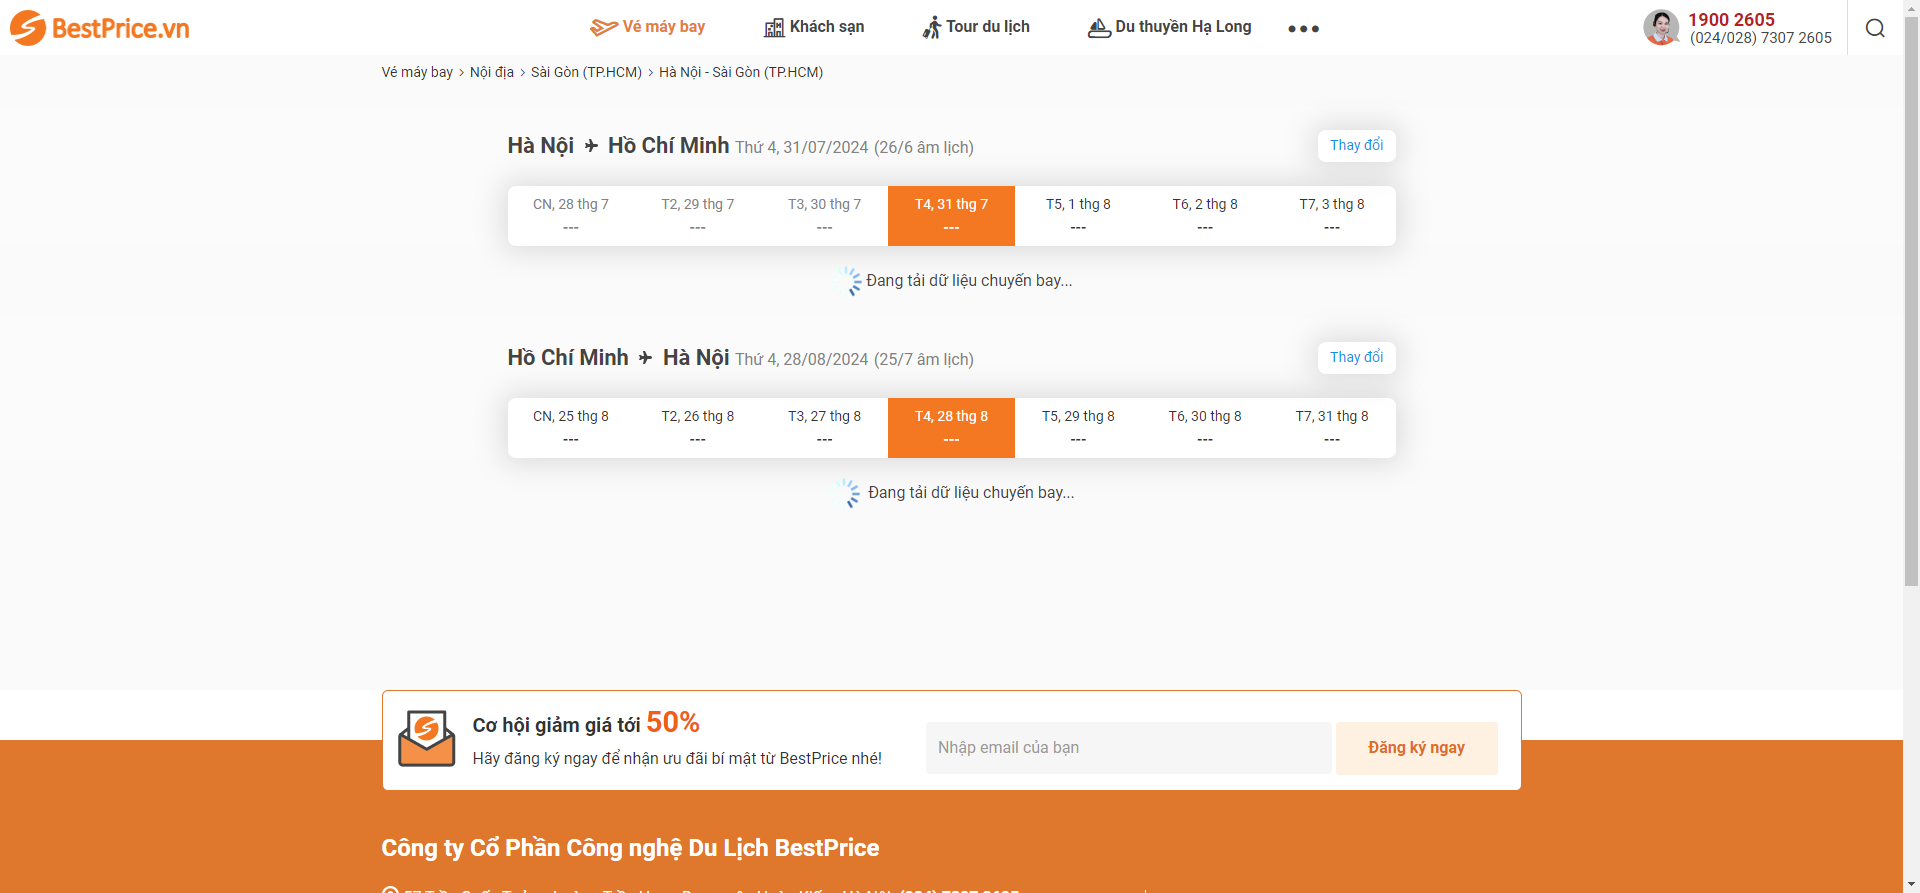 BestPrice.vn Vé máy bay Khách sạn Tour du lịch Du thuyền Hạ Long 1900 2605
(024/028) 7307 2605
Vé máy bay > Nội địa > Sài Gòn (TP.HCM) > Hà Nội - Sài Gòn (TP.HCM)
Hà Nội Hồ Chí Minh Thứ 4, 31/07/2024 (26/6 âm lịch) Thay đổi
CN, 28 thg 7 T2, 29 thg 7 T3, 30 thg 7 T4, 31 thg 7 T5, 1 thg 8 T6, 2 thg 8 T7, 3 thg 8
--- --- --- --- --- --- ---
Đang tải dữ liệu chuyến bay...
Hồ Chí Minh Hà Nội Thứ 4, 28/08/2024 (25/7 âm lịch) Thay đổi
CN, 25 thg 8 T2, 26 thg 8 T3, 27 thg 8 T4, 28 thg 8 T5, 29 thg 8 T6, 30 thg 8 T7, 31 thg 8
--- --- --- --- --- --- ---
Đang tải dữ liệu chuyến bay...
Cơ hội giảm giá tới 50%
Hãy đăng ký ngay để nhận ưu đãi bí mật từ BestPrice nhé!
Nhập email của bạn Đăng ký ngay
Công ty Cổ Phần Công nghệ Du Lịch BestPrice